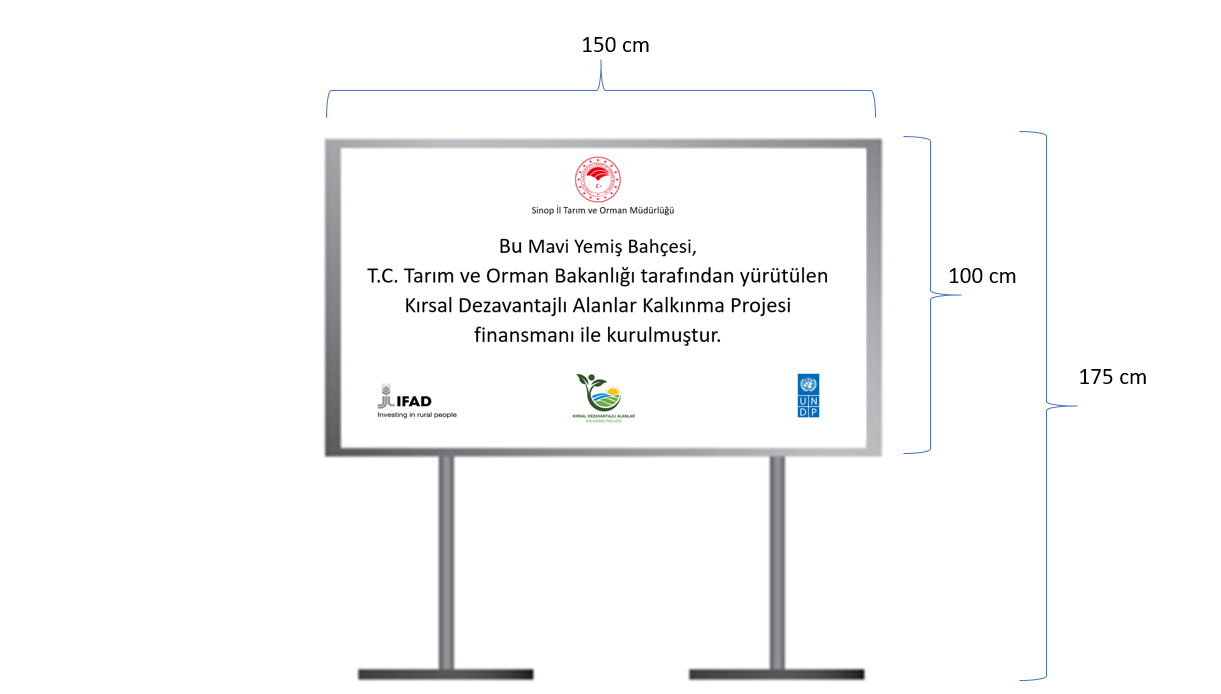 150 cm
Sinop İl Tarım ve Orman Müdürlüğü
Bu Mavi Yemiş Bahçesi,
T.C. Tarım ve Orman Bakanlığı tarafından yürütülen
Kırsal Dezavantajlı Alanlar Kalkınma Projesi
finansmanı ile kurulmuştur.
100 cm
175 cm
IFAD
Investing in rural people
KIRSAL DEZAVANTAJLI ALANLAR
KALKINMA PROJESİ
U N
D P